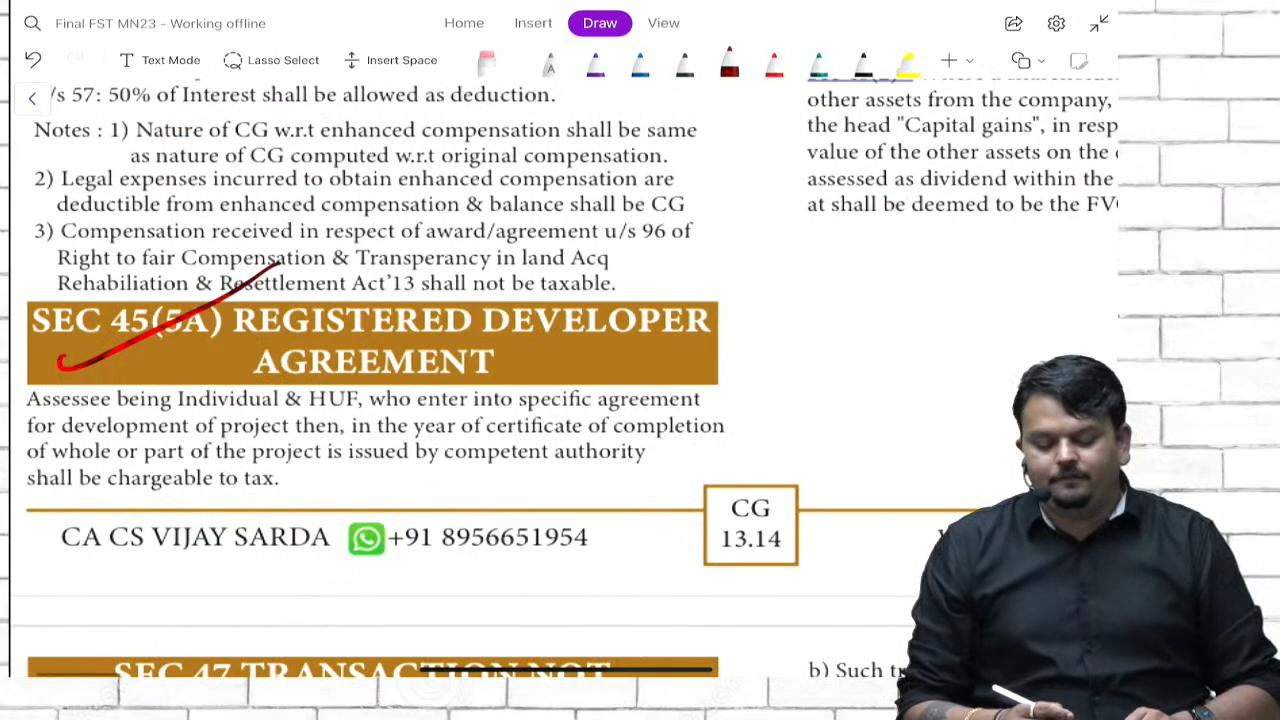 Final FST MN23 - Working offline
Home Insert Draw View
Text Mode Lasso Select Insert Space
/s 57: 50% of Interest shall be allowed as deduction.
Notes : 1) Nature of CG w.r.t enhanced compensation shall be same
as nature of CG computed w.r.t original compensation.
2) Legal expenses incurred to obtain enhanced compensation are
deductible from enhanced compensation & balance shall be CG
3) Compensation received in respect of award/agreement u/s 96 of
Right to fair Compensation & Transperancy in land Acq
Rehabiliation & Resettlement Act'13 shall not be taxable.
SEC 45(5A) REGISTERED DEVELOPER
AGREEMENT
Assessee being Individual & HUF, who enter into specific agreement
for development of project then, in the year of certificate of completion
of whole or part of the project is issued by competent authority
shall be chargeable to tax.
CA CS VIJAY SARDA +91 8956651954
CG
13.14
SEC 47 TRANSACTION NOT
other assets from the company,
the head "Capital gains", in resp
value of the other assets on the
assessed as dividend within the
at shall be deemed to be the FV
b) Such tr